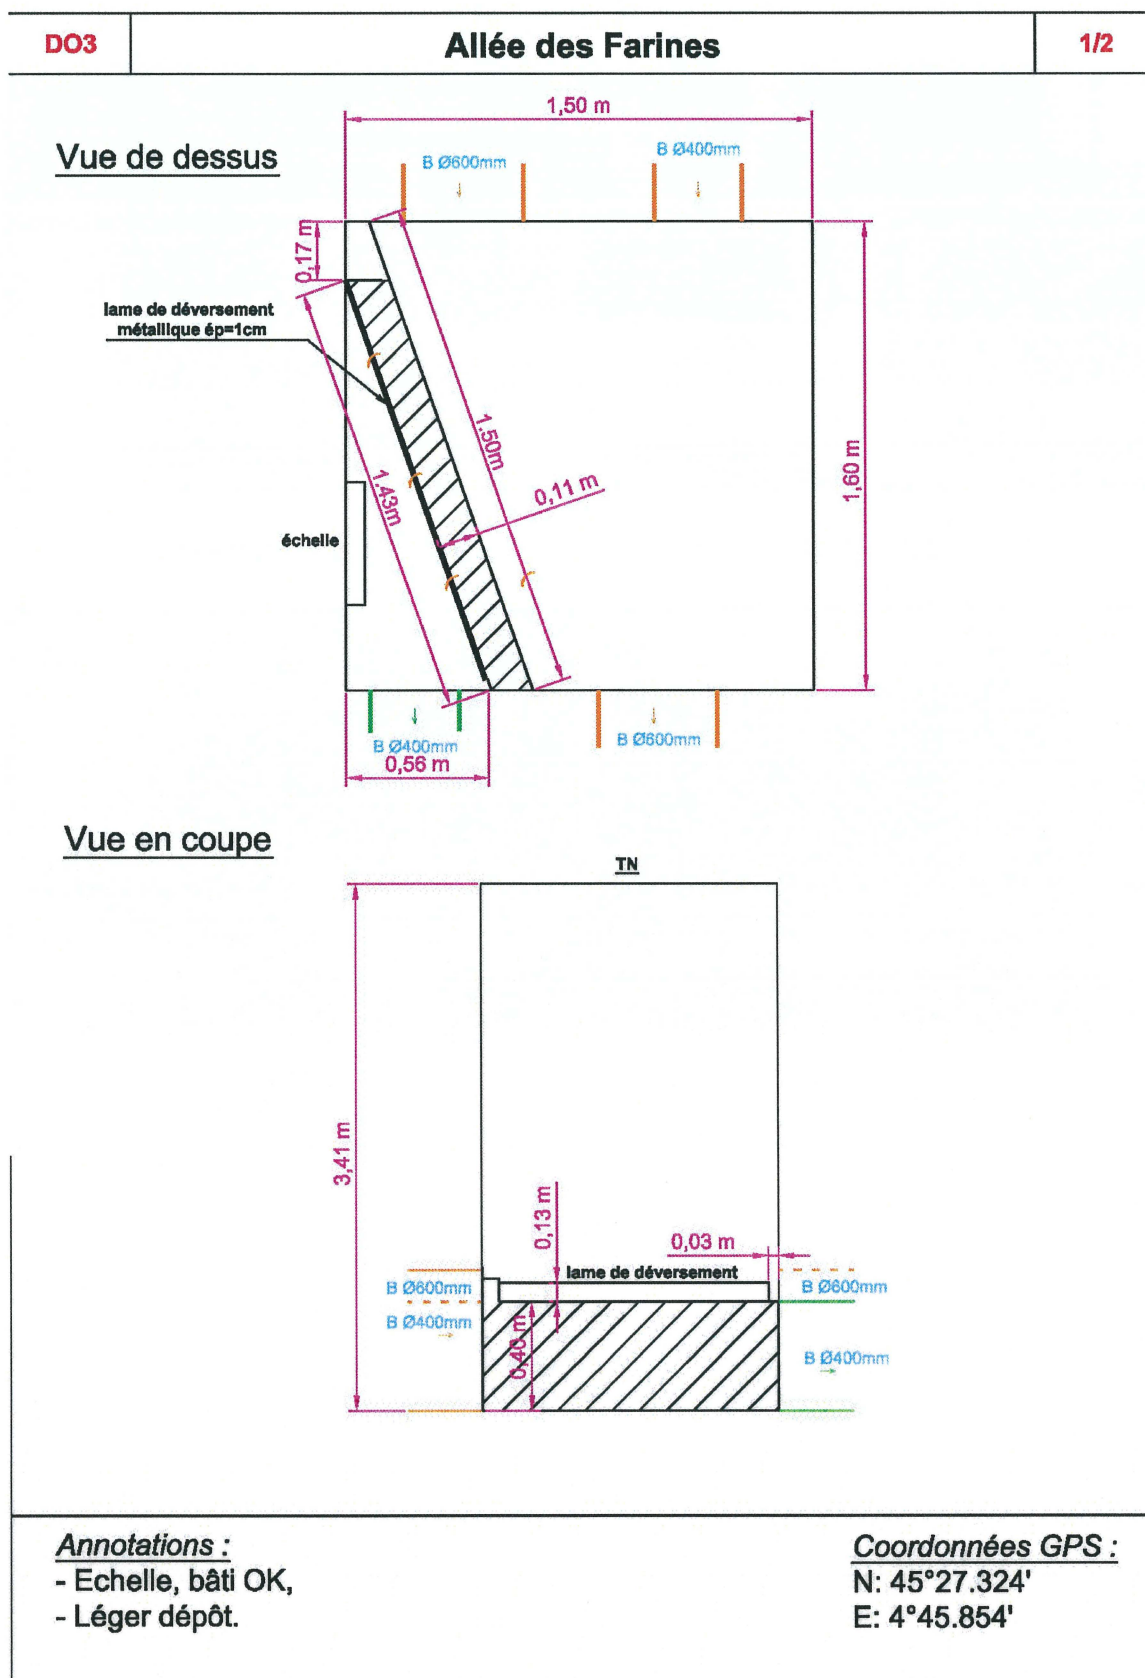 DO3
Allée des Farines
1/2
1,50 m
Vue de dessus
B Ø600mm
B Ø400mm
0,17 m
lame de déversement
métallique ép=1cm
1.50m
1.43m
0,11 m
1,60 m
échelle
B Ø400mm
B Ø600mm
0,56 m
Vue en coupe
TN
3,41 m
0,13 m
0,03 m
lame de déversement
B Ø600mm
B Ø600mm
B Ø400mm
0,40 m
B Ø400mm
Annotations :
- Echelle, bâti OK,
- Léger dépôt.
Coordonnées GPS :
N: 45°27.324'
E: 4°45.854'